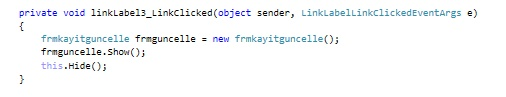 private void linkLabel3_LinkClicked(object sender, LinkLabelLinkClickedEventArgs e)
{
    frmkayitguncelle frmguncelle = new frmkayitguncelle();
    frmguncelle.Show();
    this.Hide();
}